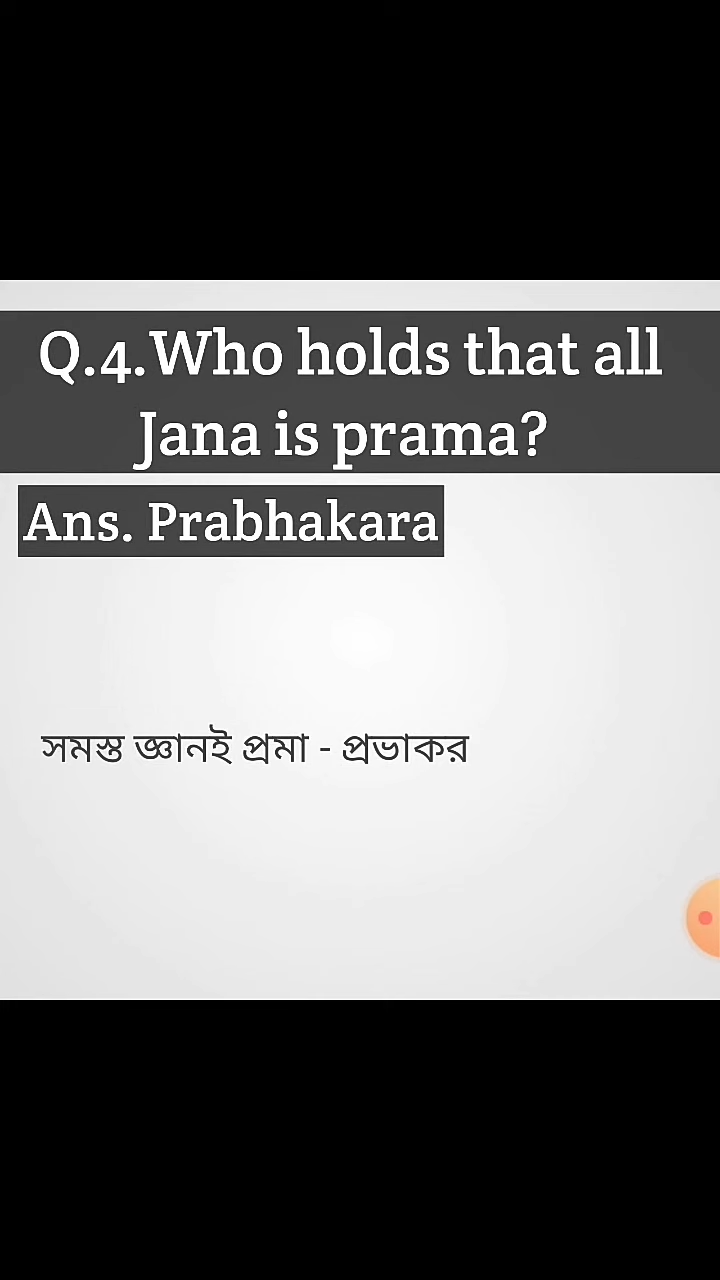 Q.4.Who holds that all
Jana is prama?
Ans. Prabhakara
সমস্ত জ্ঞানই প্রমা - প্রভাকর